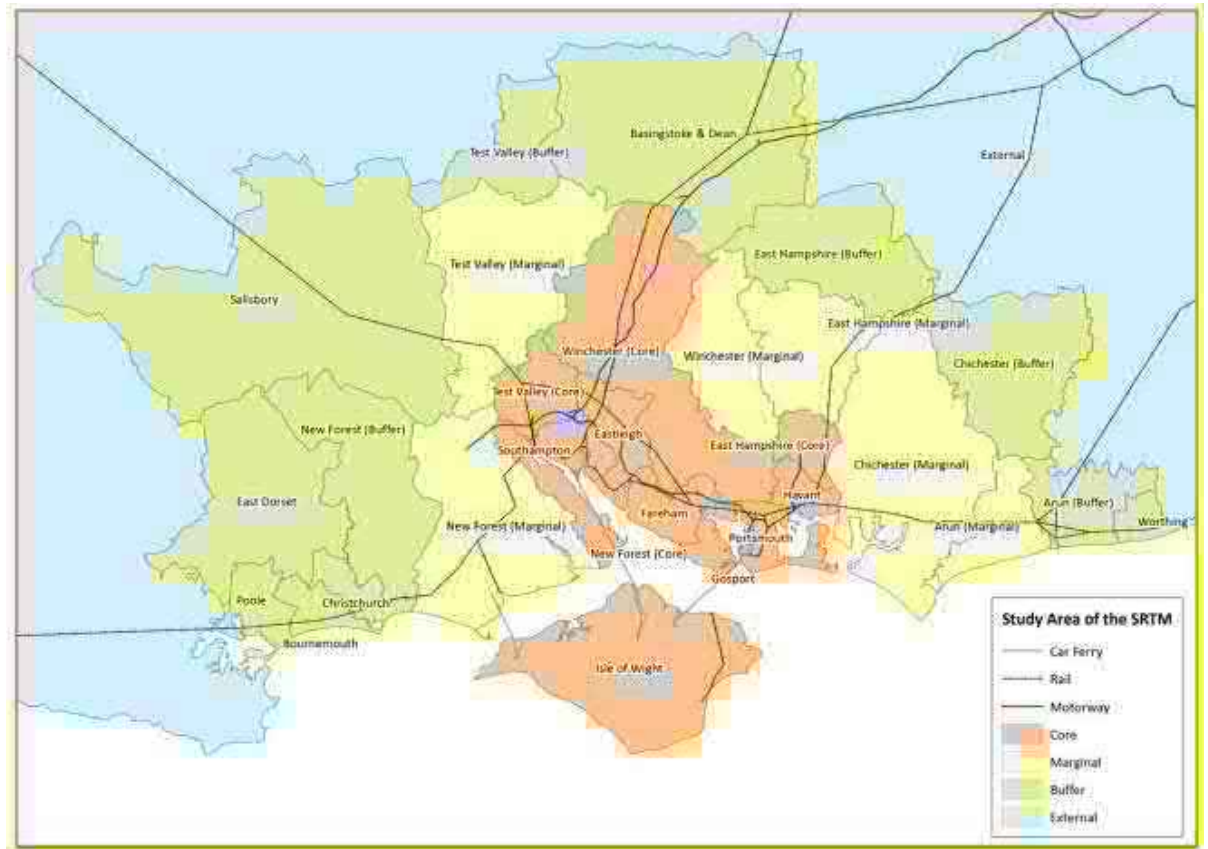 Basingstoke & Dean
Test Valley (Buffer)
External
East Hampshire (Buffer)
Test Valley (Marginal)
Salisbury
East Hampshire (Marginal)
Winchester (Core)
Winchester (Marginal)
Chichester (Buffer)
Test Valley (Core)
New Forest (Buffer)
Eastleigh
East Hampshire (Core)
Southampton
Chichester (Marginal)
Havant
East Dorset
Arun (Buffer)
Fareham
New Forest (Marginal)
Arun (Marginal)
Worthing
Portsmouth
New Forest (Core)
Gosport
Poole
Christchurch
Bournemouth
Isle of Wight
Study Area of the SRTM
Car Ferry
Rail
Motorway
Core
Marginal
Buffer
External